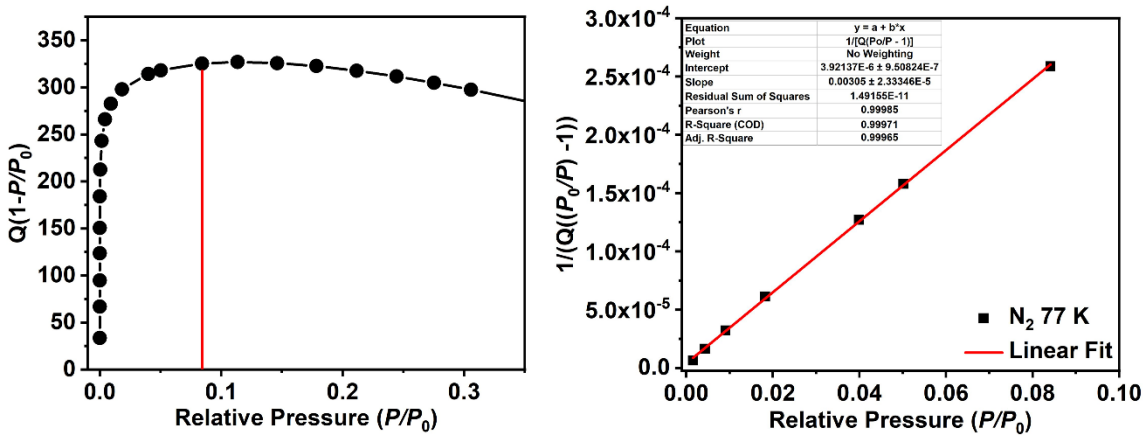 Q(1-P/P₀)
350
300
250
200
150
100
50
0
0.0 0.1 0.2 0.3
Relative Pressure (P/P₀)
1/(Q((P₀/P) -1))
3.0x10⁻⁴
2.5x10⁻⁴
2.0x10⁻⁴
1.5x10⁻⁴
1.0x10⁻⁴
5.0x10⁻⁵
0.0
Equation y = a + b*x
Plot 1/[Q(Po/P - 1)]
Weight No Weighting
Intercept 3.92137E-6 ± 9.50824E-7
Slope 0.00305 ± 2.33346E-5
Residual Sum of Squares 1.49155E-11
Pearson's r 0.99985
R-Square (COD) 0.99971
Adj. R-Square 0.99965
N₂ 77 K
Linear Fit
0.00 0.02 0.04 0.06 0.08 0.10
Relative Pressure (P/P₀)